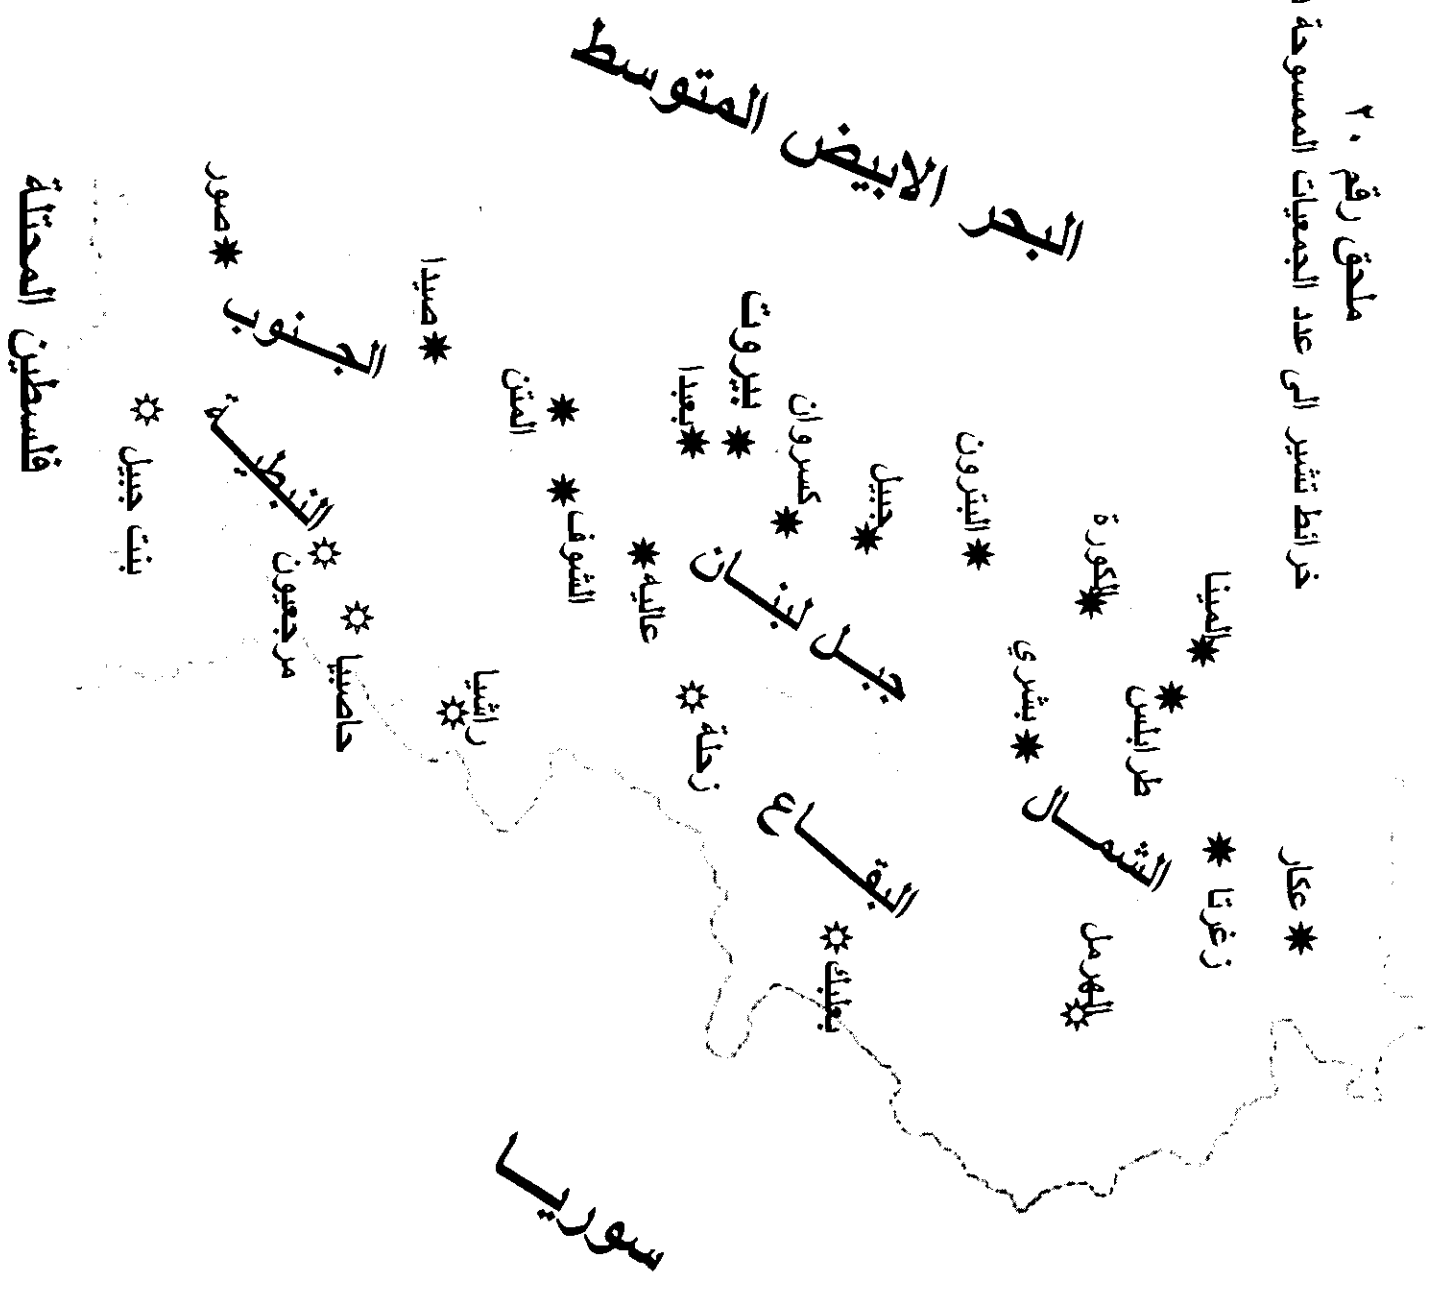 ملحق رقم ٢٠
خرائط تشير الى عدد الجمعيات الممسوحة
البحر الابيض المتوسط
عكار
المينا
طرابلس
زغرتا
الشمال
الكورة
بشري
الهرمل
البترون
جبيل
كسروان
بيروت
بعبدا
جبل لبنان
عاليه
المتن
الشوف
البقاع
بعلبك
زحلة
راشيا
صيدا
الجنوب
صور
النبطية
حاصبيا
مرجعيون
بنت جبيل
سوريا
فلسطين المحتلة